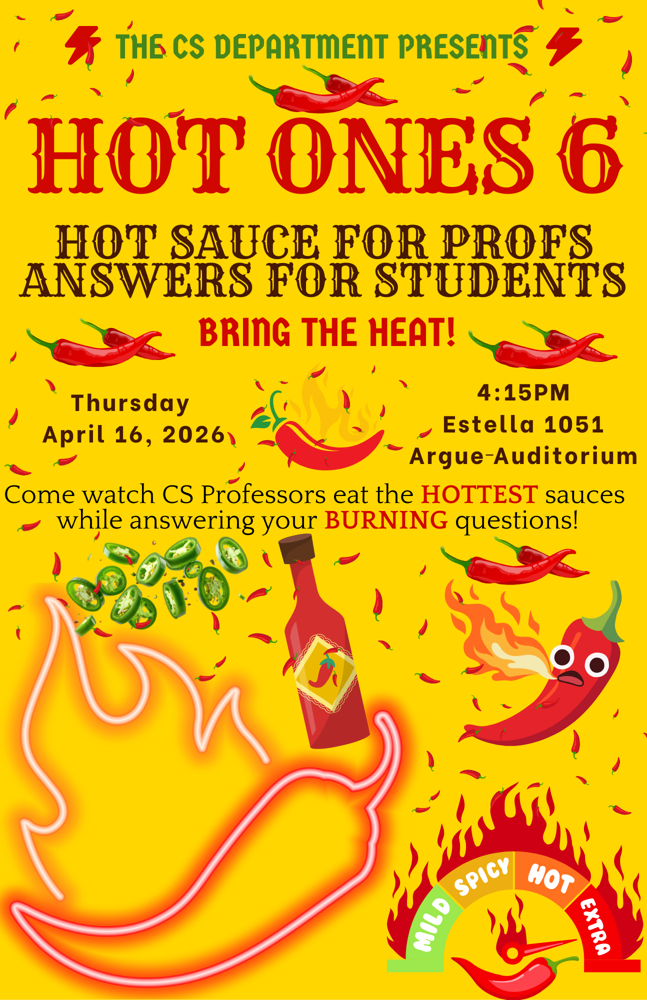 THE CS DEPARTMENT PRESENTS
HOT ONES 6
HOT SAUCE FOR PROFS
ANSWERS FOR STUDENTS
BRING THE HEAT!
Thursday
April 16, 2026
4:15PM
Estella 1051
Argue-Auditorium
Come watch CS Professors eat the HOTTEST sauces
while answering your BURNING questions!
MILD
SPICY
HOT
EXTRA